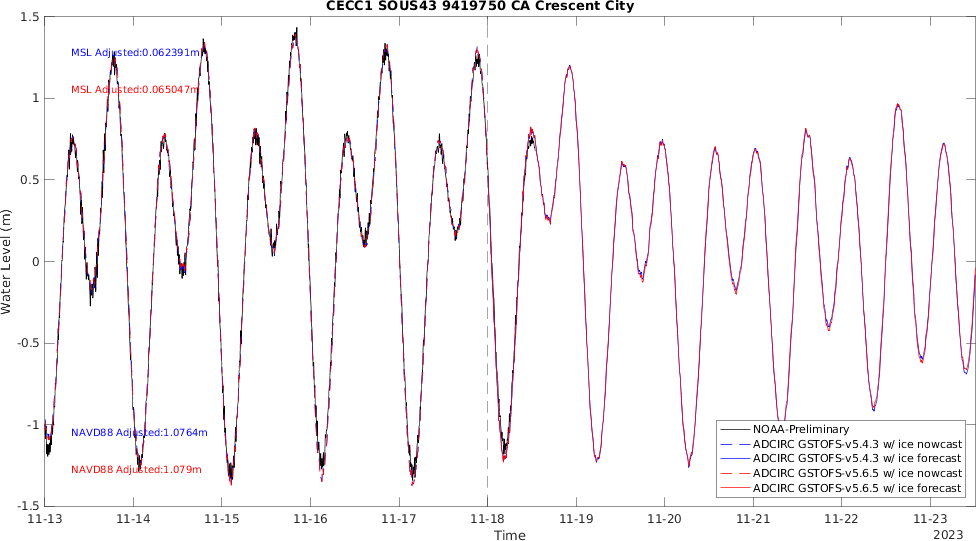 CECC1 SOUS43 9419750 CA Crescent City
1.5
MSL Adjusted:0.062391m
MSL Adjusted:0.065047m
1
0.5
Water Level (m)
0
-0.5
-1
NAVD88 Adjusted:1.0764m
NAVD88 Adjusted:1.079m
NOAA-Preliminary
ADCIRC GSTOFS-v5.4.3 w/ ice nowcast
ADCIRC GSTOFS-v5.4.3 w/ ice forecast
ADCIRC GSTOFS-v5.6.5 w/ ice nowcast
ADCIRC GSTOFS-v5.6.5 w/ ice forecast
-1.5
11-13 11-14 11-15 11-16 11-17 11-18 11-19 11-20 11-21 11-22 11-23
Time
2023